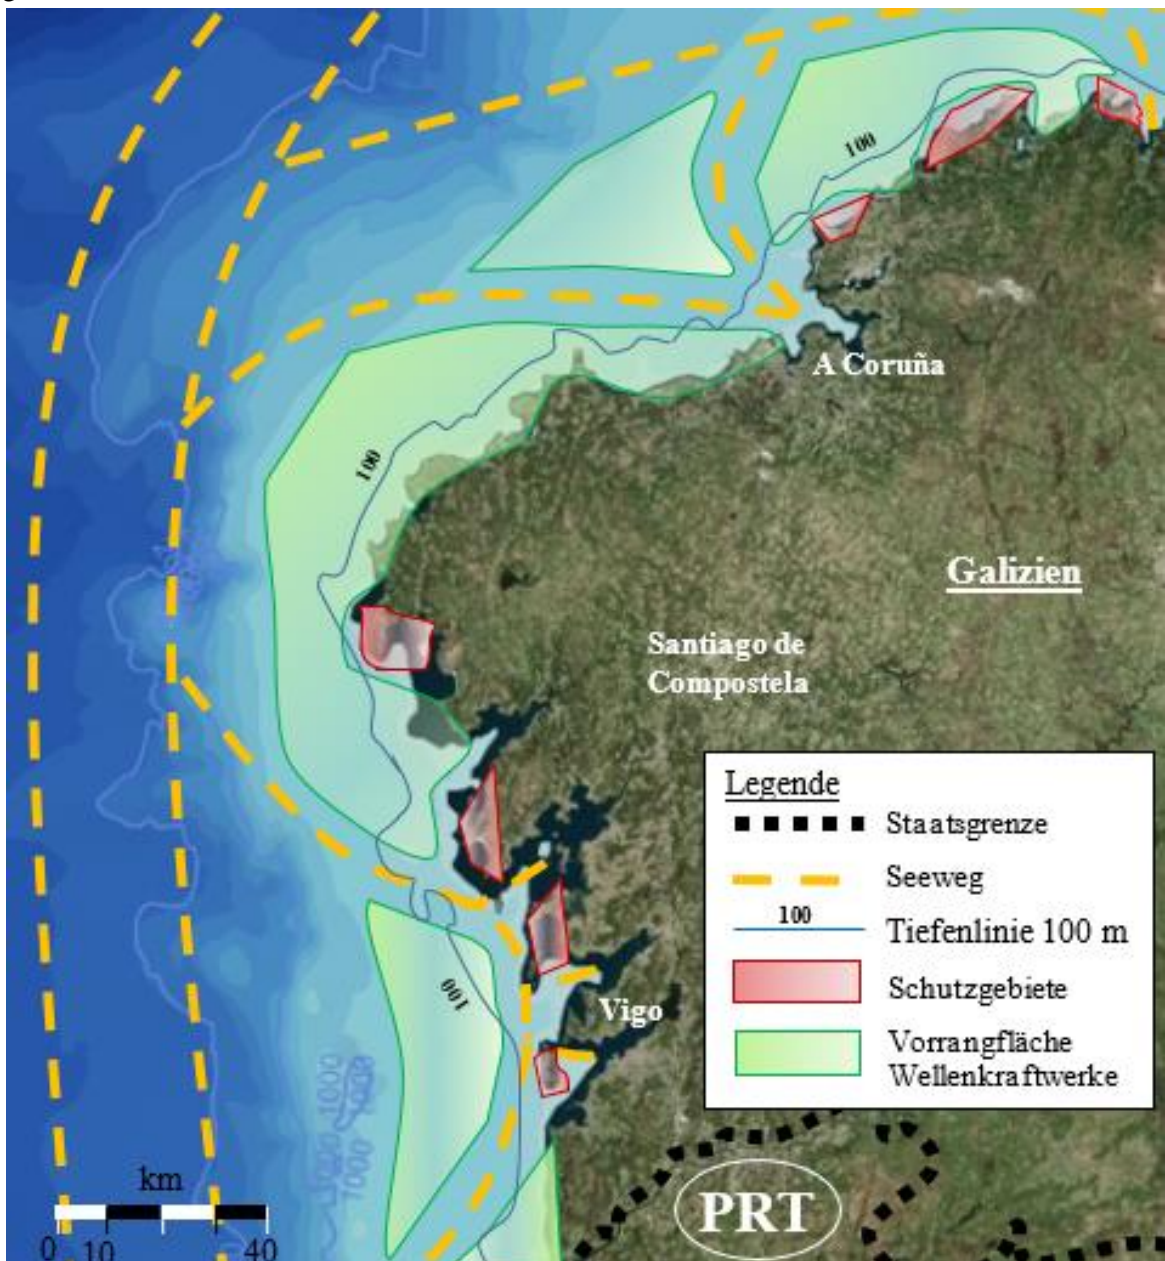 100
A Coruña
100
Galizien
Santiago de
Compostela
Legende
Staatsgrenze
Seeweg
100
Tiefenlinie 100 m
Schutzgebiete
Vorrangfläche
Wellenkraftwerke
100
Vigo
PRT
km
0 10 40